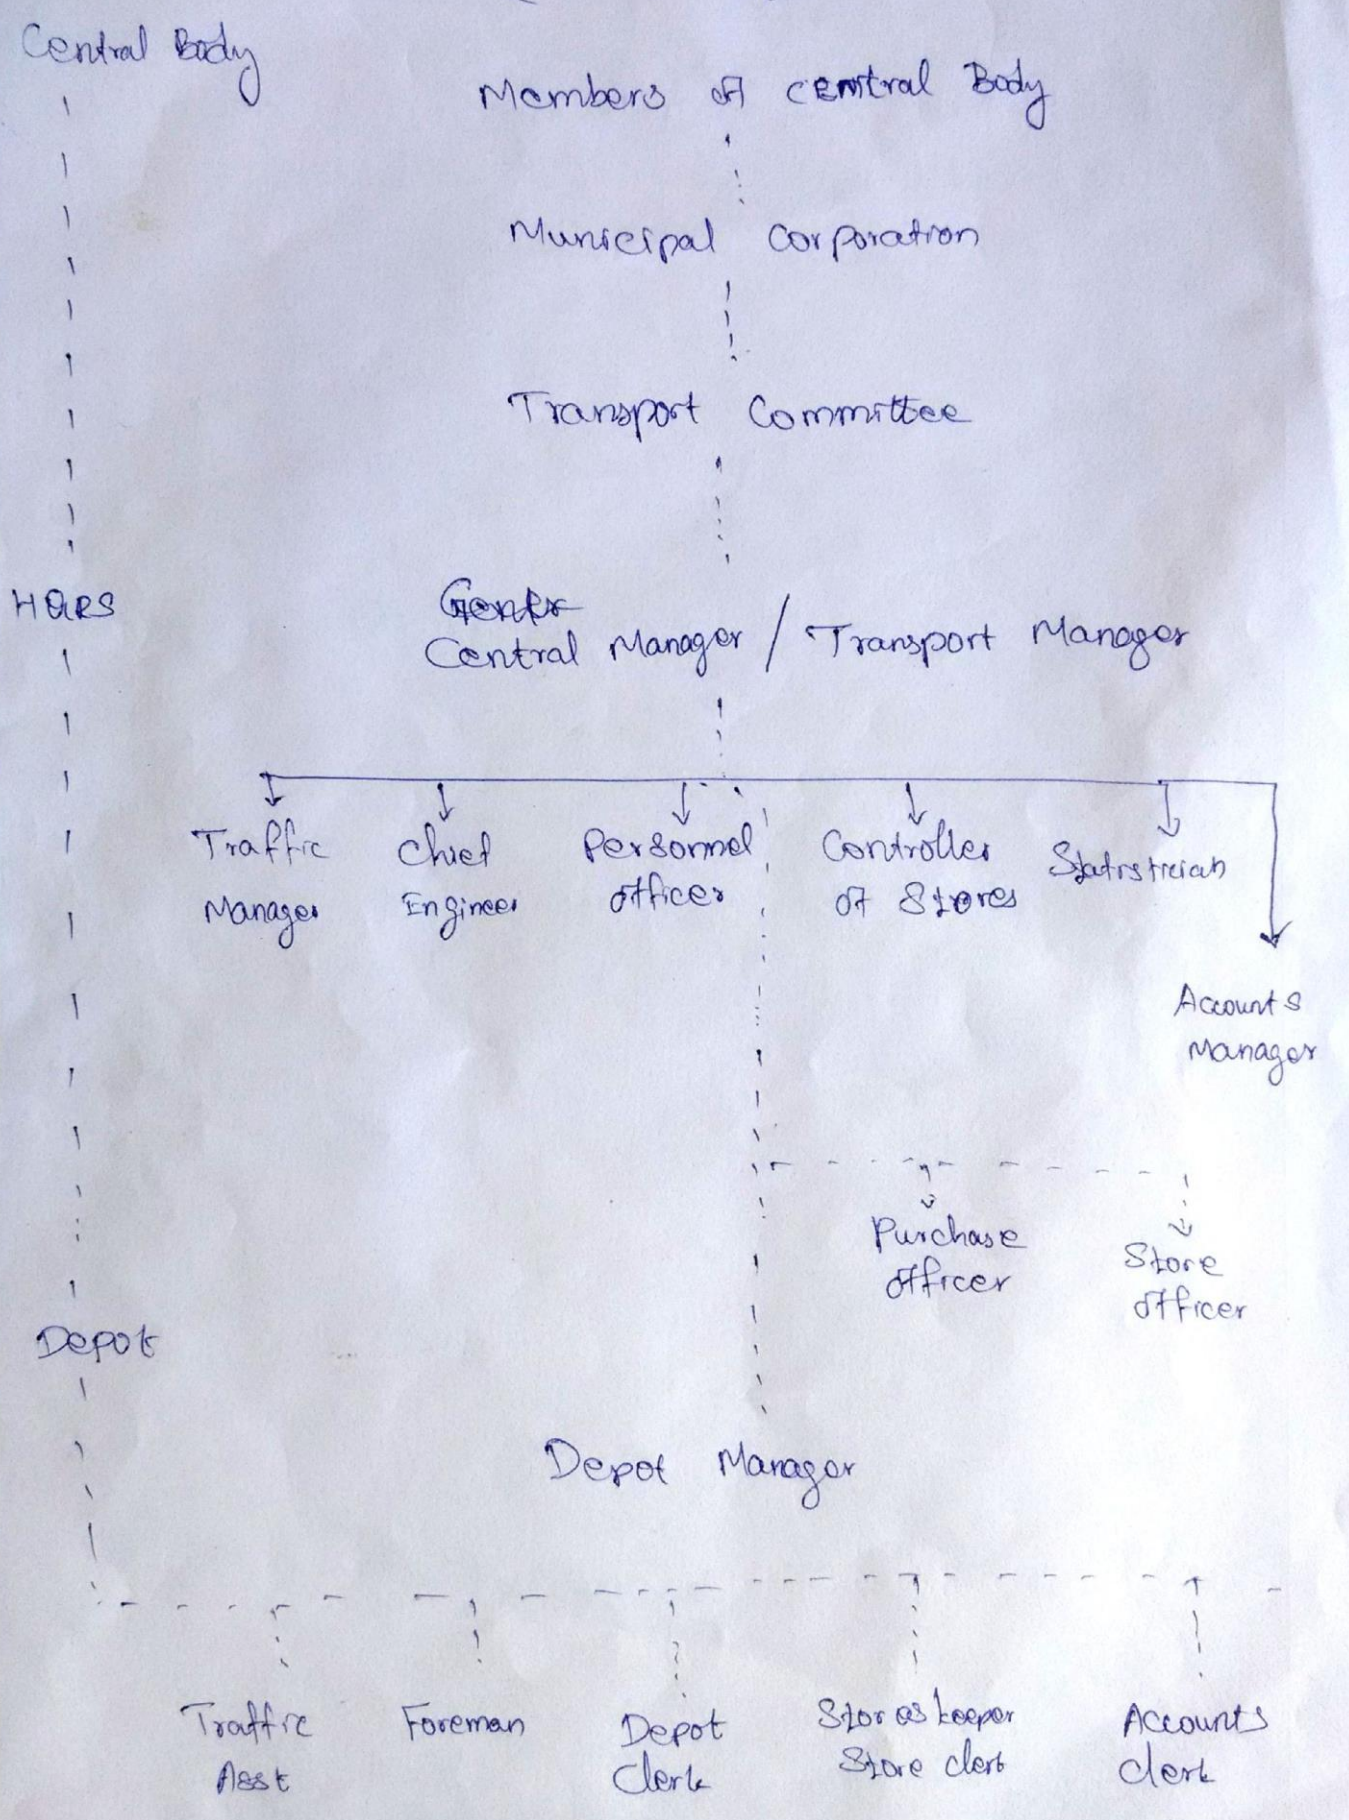 Central Body
Members of central Body
Municipal Corporation
Transport Committee
HQRS
Central Manager / Transport Manager
Traffic
Manager
Chief
Engineer
Personnel
officer
Controller
of Stores
Statistician
Accounts
Manager
Purchase
officer
Store
officer
Depot
Depot Manager
Traffic
Asst
Foreman
Depot
Clerk
Storeskeeper
Store clerk
Accounts
clerk